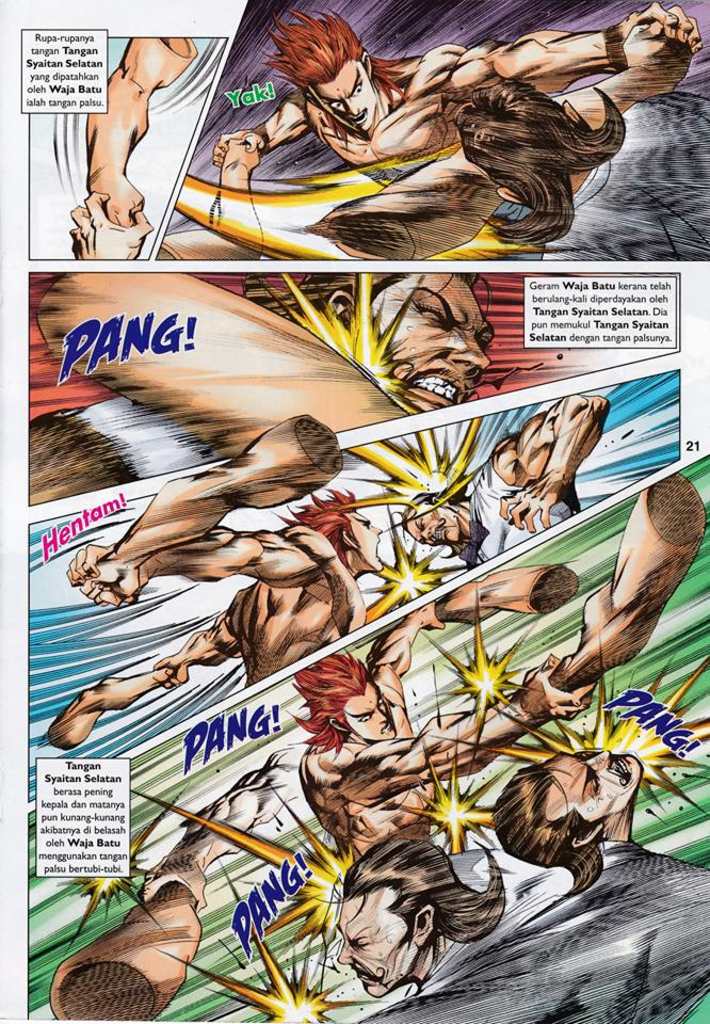 Rupa-rupanya
tangan Tangan
Syaitan Selatan
yang dipatahkan
oleh Waja Batu
ialah tangan palsu.
Yak!
PANG!
Geram Waja Batu kerana telah
berulang-kali diperdayakan oleh
Tangan Syaitan Selatan. Dia
pun memukul Tangan Syaitan
Selatan dengan tangan palsunya.
21
Hentam!
PANG!
PANG!
Tangan
Syaitan Selatan
berasa pening
kepala dan matanya
pun kunang-kunang
akibatnya di belasah
oleh Waja Batu
menggunakan tangan
palsu bertubi-tubi.
PANG!